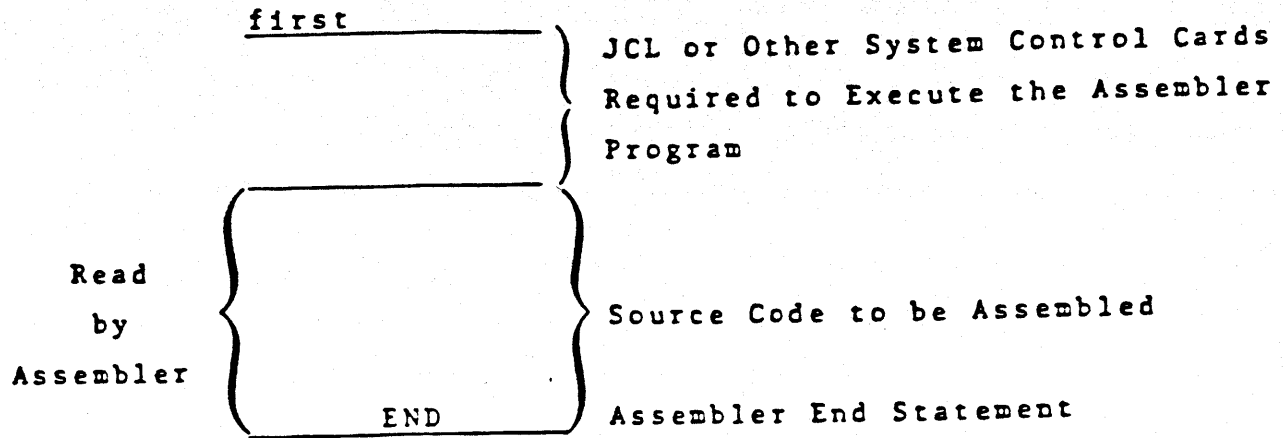 first
JCL or Other System Control Cards
Required to Execute the Assembler
Program
Read
by
Assembler
Source Code to be Assembled
END
Assembler End Statement